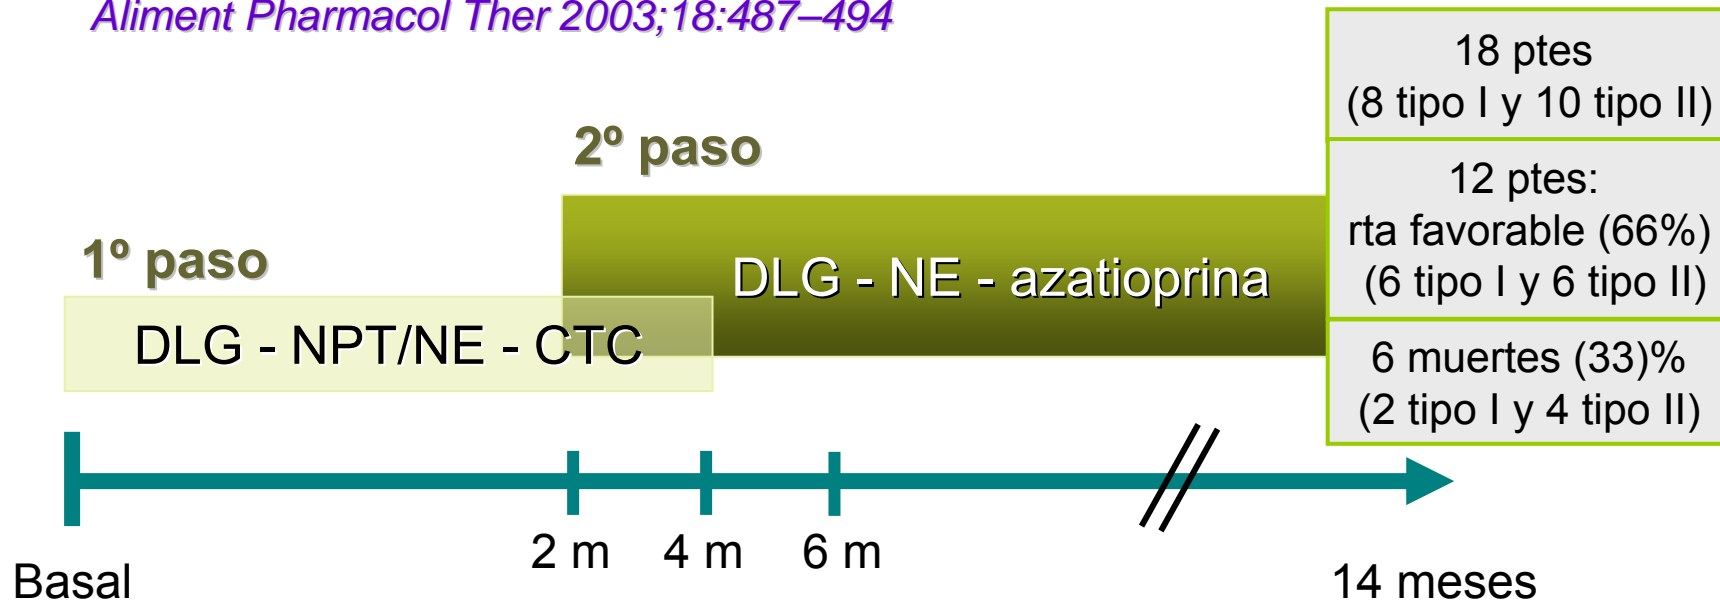 Aliment Pharmacol Ther 2003;18:487–494
18 ptes
(8 tipo I y 10 tipo II)
2º paso
12 ptes:
rta favorable (66%)
(6 tipo I y 6 tipo II)
1º paso
DLG - NE - azatioprina
DLG - NPT/NE - CTC
6 muertes (33)%
(2 tipo I y 4 tipo II)
2 m
4 m
6 m
Basal
14 meses